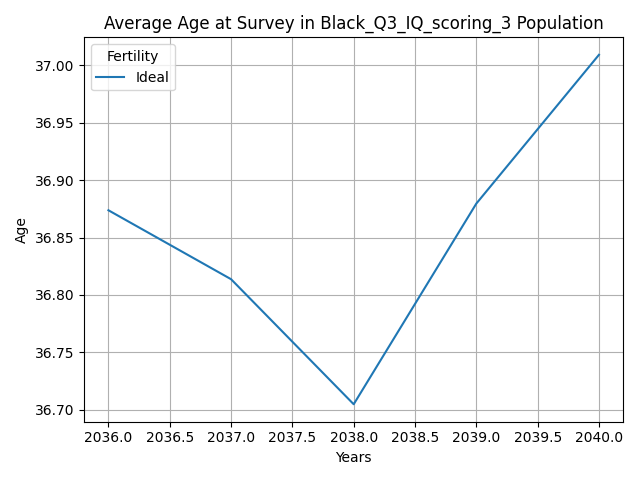 Average Age at Survey in Black_Q3_IQ_scoring_3 Population
Fertility
Ideal
37.00
36.95
36.90
36.85
36.80
36.75
36.70
Age
2036.0 2036.5 2037.0 2037.5 2038.0 2038.5 2039.0 2039.5 2040.0
Years